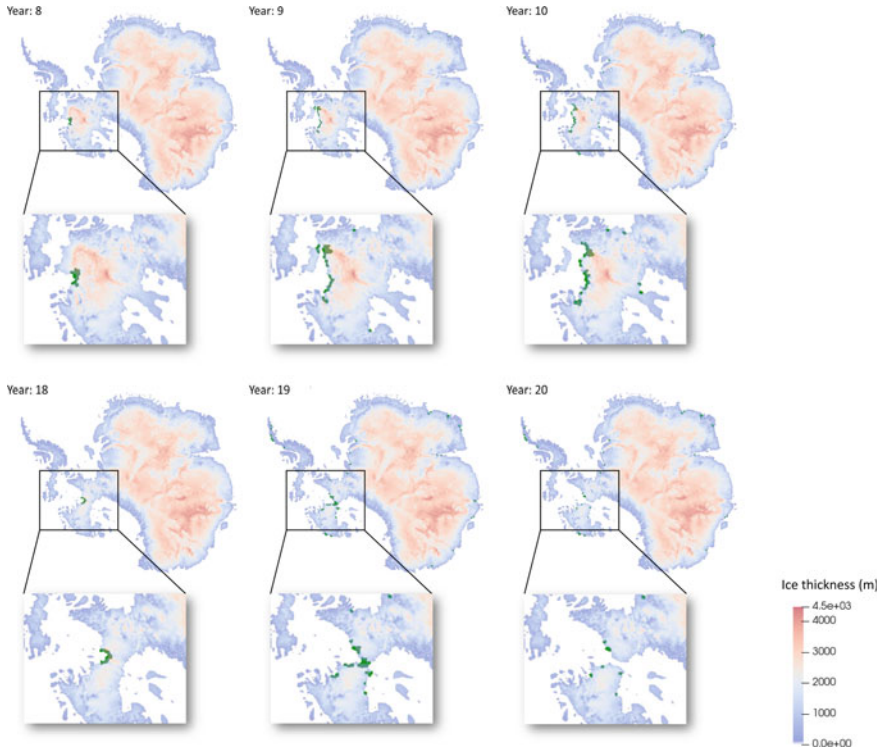 Year: 8
Year: 9
Year: 10
Year: 18
Year: 19
Year: 20
Ice thickness (m)
4.5e+03
4000
3000
2000
1000
0.0e+00